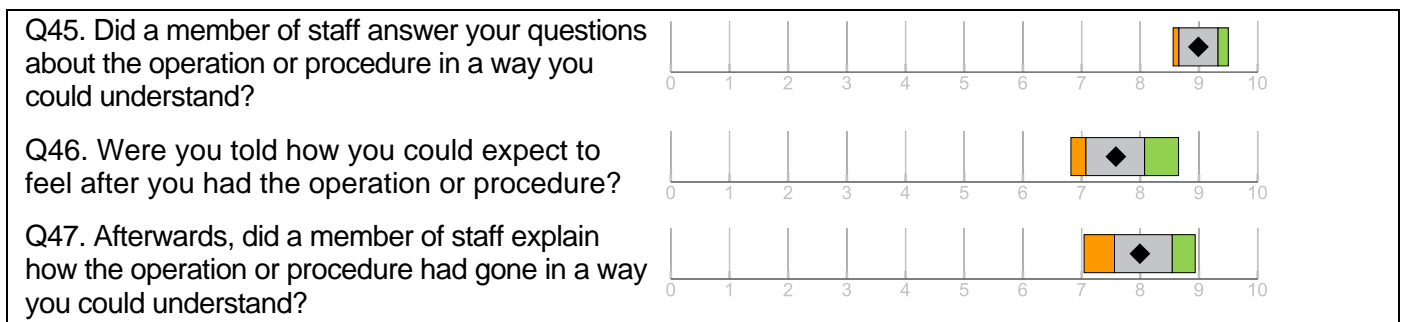 Q45. Did a member of staff answer your questions
about the operation or procedure in a way you
could understand?
0 1 2 3 4 5 6 7 8 9 10
Q46. Were you told how you could expect to
feel after you had the operation or procedure?
0 1 2 3 4 5 6 7 8 9 10
Q47. Afterwards, did a member of staff explain
how the operation or procedure had gone in a way
you could understand?
0 1 2 3 4 5 6 7 8 9 10